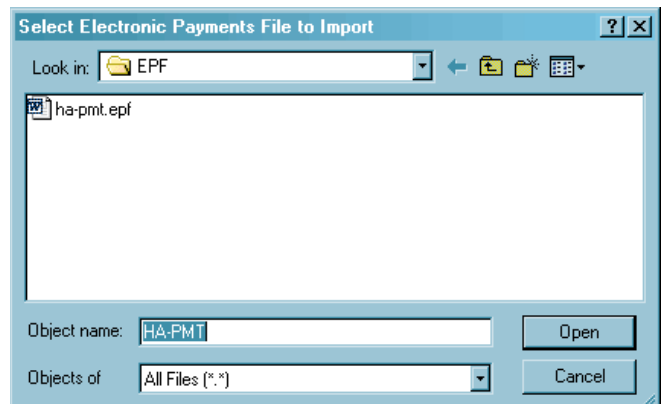 Select Electronic Payments File to Import
Look in: EPF
ha-pmt.epf
Object name: HA-PMT Open
Objects of All Files (*.*) Cancel